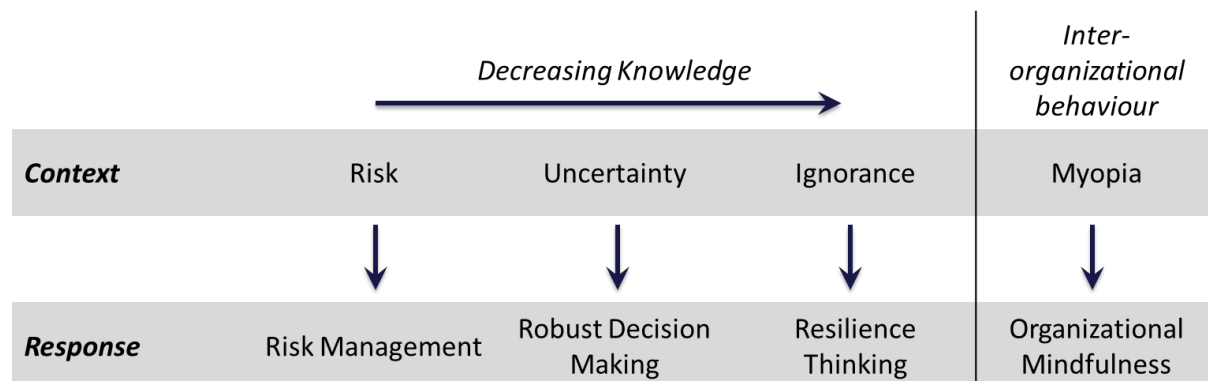 Decreasing Knowledge
Inter-
organizational
behaviour
Context Risk Uncertainty Ignorance Myopia
Response Risk Management Robust Decision
Making Resilience
Thinking Organizational
Mindfulness